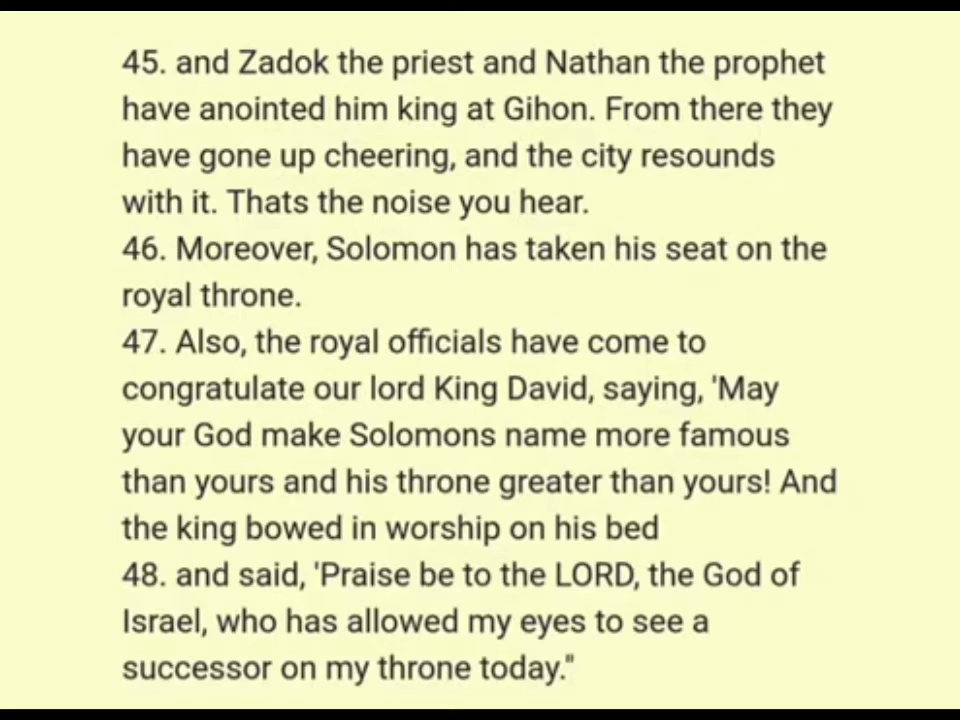 45. and Zadok the priest and Nathan the prophet
have anointed him king at Gihon. From there they
have gone up cheering, and the city resounds
with it. Thats the noise you hear.
46. Moreover, Solomon has taken his seat on the
royal throne.
47. Also, the royal officials have come to
congratulate our lord King David, saying, 'May
your God make Solomons name more famous
than yours and his throne greater than yours! And
the king bowed in worship on his bed
48. and said, 'Praise be to the LORD, the God of
Israel, who has allowed my eyes to see a
successor on my throne today."